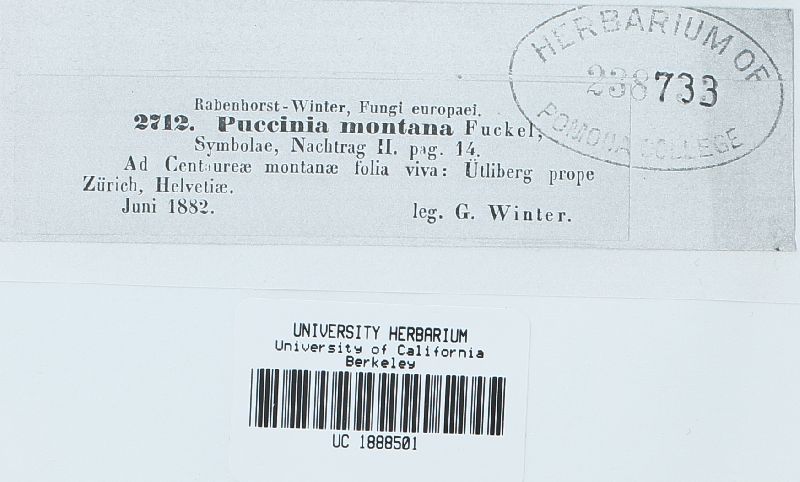 HERBARIUM OF
238733
POMONA COLLEGE
Rabenhorst-Winter, Fungi europaei.
2712. Puccinia montana Fuckel,
Symbolae, Nachtrag II. pag. 14.
Ad Centaureæ montanæ folia viva: Ütliberg prope
Zürich, Helvetiæ.
Juni 1882. leg. G. Winter.
UNIVERSITY HERBARIUM
University of California
Berkeley
UC 1888501